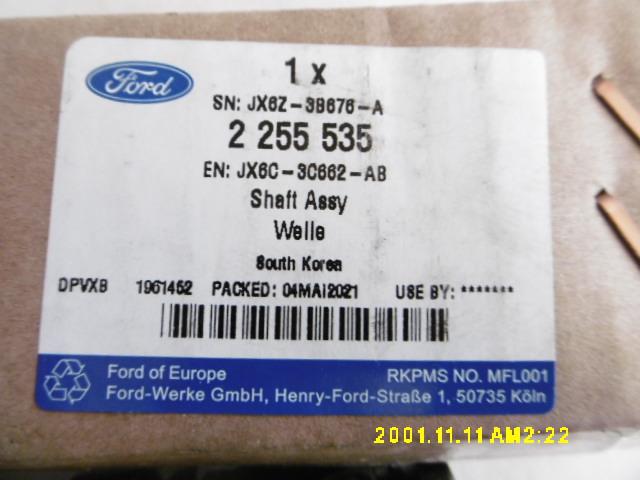 Ford
1 x
SN: JX6Z-3B676-A
2 255 535
EN: JX6C-3C662-AB
Shaft Assy
Welle
South Korea
DPVXB 1961452 PACKED: 04MAI2021 USE BY: *******
Ford of Europe RKPMS NO. MFL001
Ford-Werke GmbH, Henry-Ford-Straße 1, 50735 Köln
2001.11.11 AM2:22